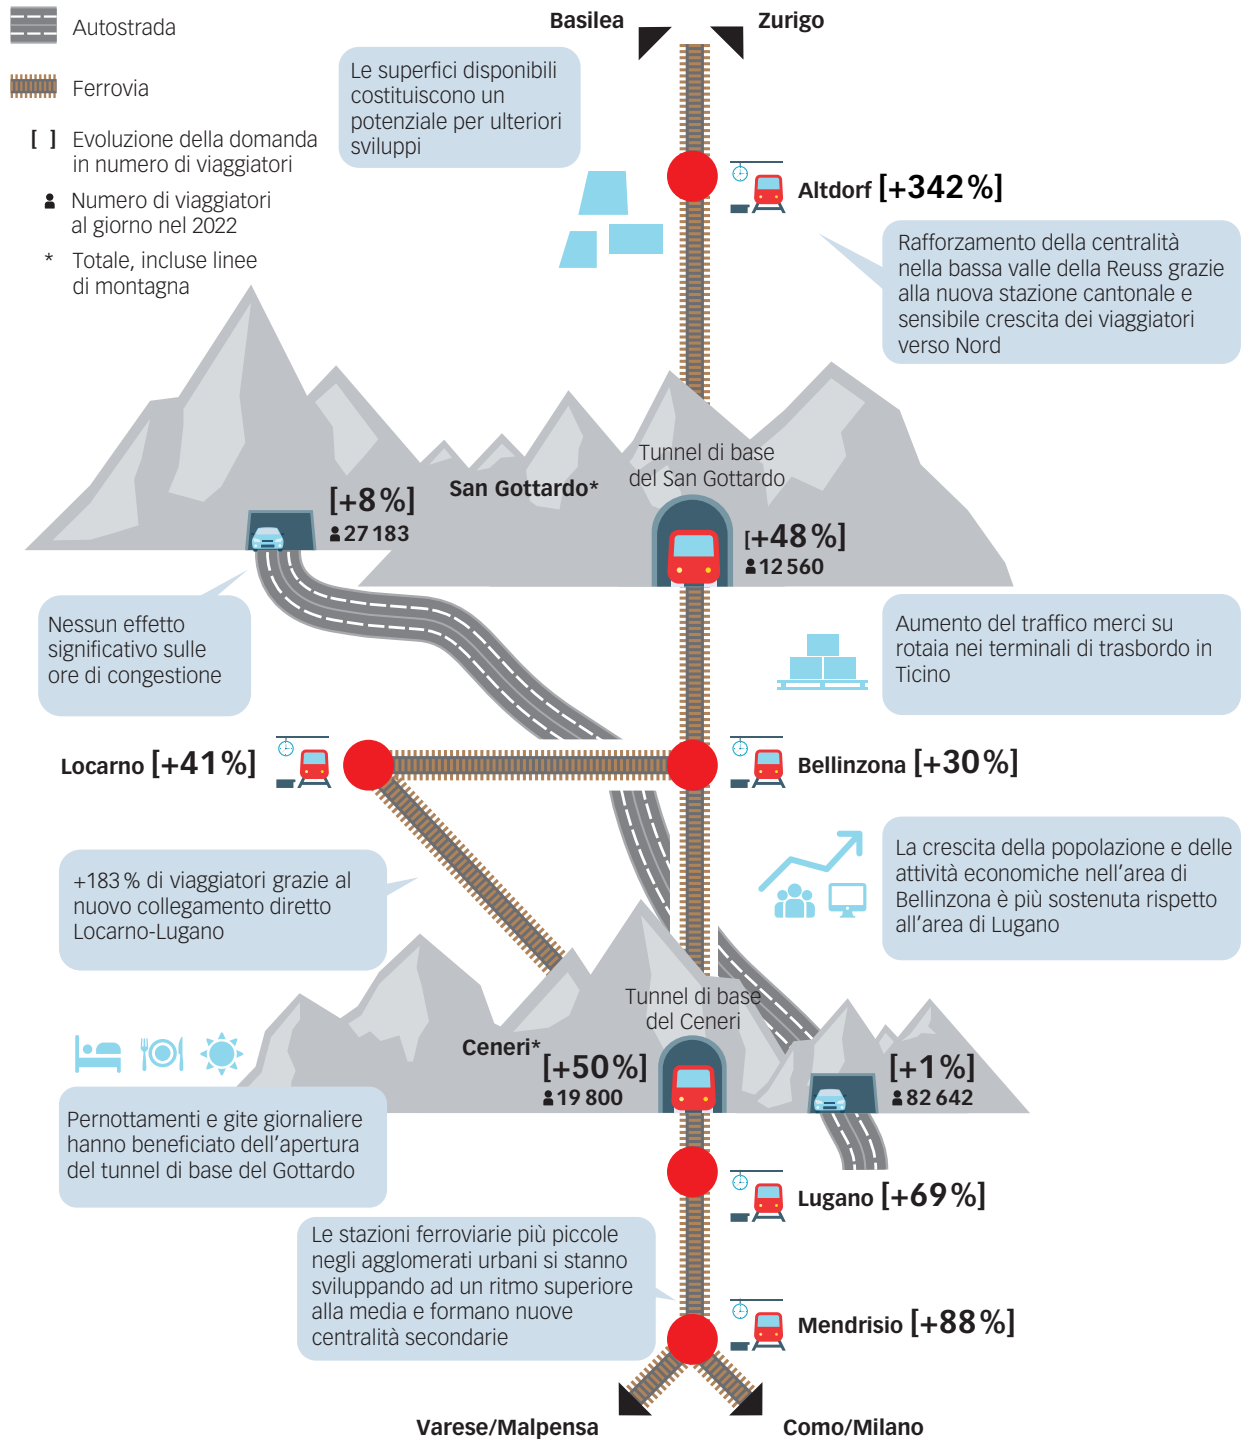 Basilea
Zurigo
Autostrada
Ferrovia
[ ] Evoluzione della domanda
in numero di viaggiatori
Numero di viaggiatori
al giorno nel 2022
* Totale, incluse linee
di montagna
Le superfici disponibili
costituiscono un
potenziale per ulteriori
sviluppi
Altdorf [+342 %]
Rafforzamento della centralità
nella bassa valle della Reuss grazie
alla nuova stazione cantonale e
sensibile crescita dei viaggiatori
verso Nord
Tunnel di base
del San Gottardo
San Gottardo*
[+8 %]
27 183
[+48 %]
12 560
Nessun effetto
significativo sulle
ore di congestione
Aumento del traffico merci su
rotaia nei terminali di trasbordo in
Ticino
Locarno [+41 %]
Bellinzona [+30 %]
+183 % di viaggiatori grazie al
nuovo collegamento diretto
Locarno-Lugano
La crescita della popolazione e delle
attività economiche nell'area di
Bellinzona è più sostenuta rispetto
all'area di Lugano
Tunnel di base
del Ceneri
Ceneri*
[+50 %]
19 800
[+1 %]
82 642
Pernottamenti e gite giornaliere
hanno beneficiato dell'apertura
del tunnel di base del Gottardo
Lugano [+69 %]
Le stazioni ferroviarie più piccole
negli agglomerati urbani si stanno
sviluppando ad un ritmo superiore
alla media e formano nuove
centralità secondarie
Mendrisio [+88 %]
Varese/Malpensa
Como/Milano